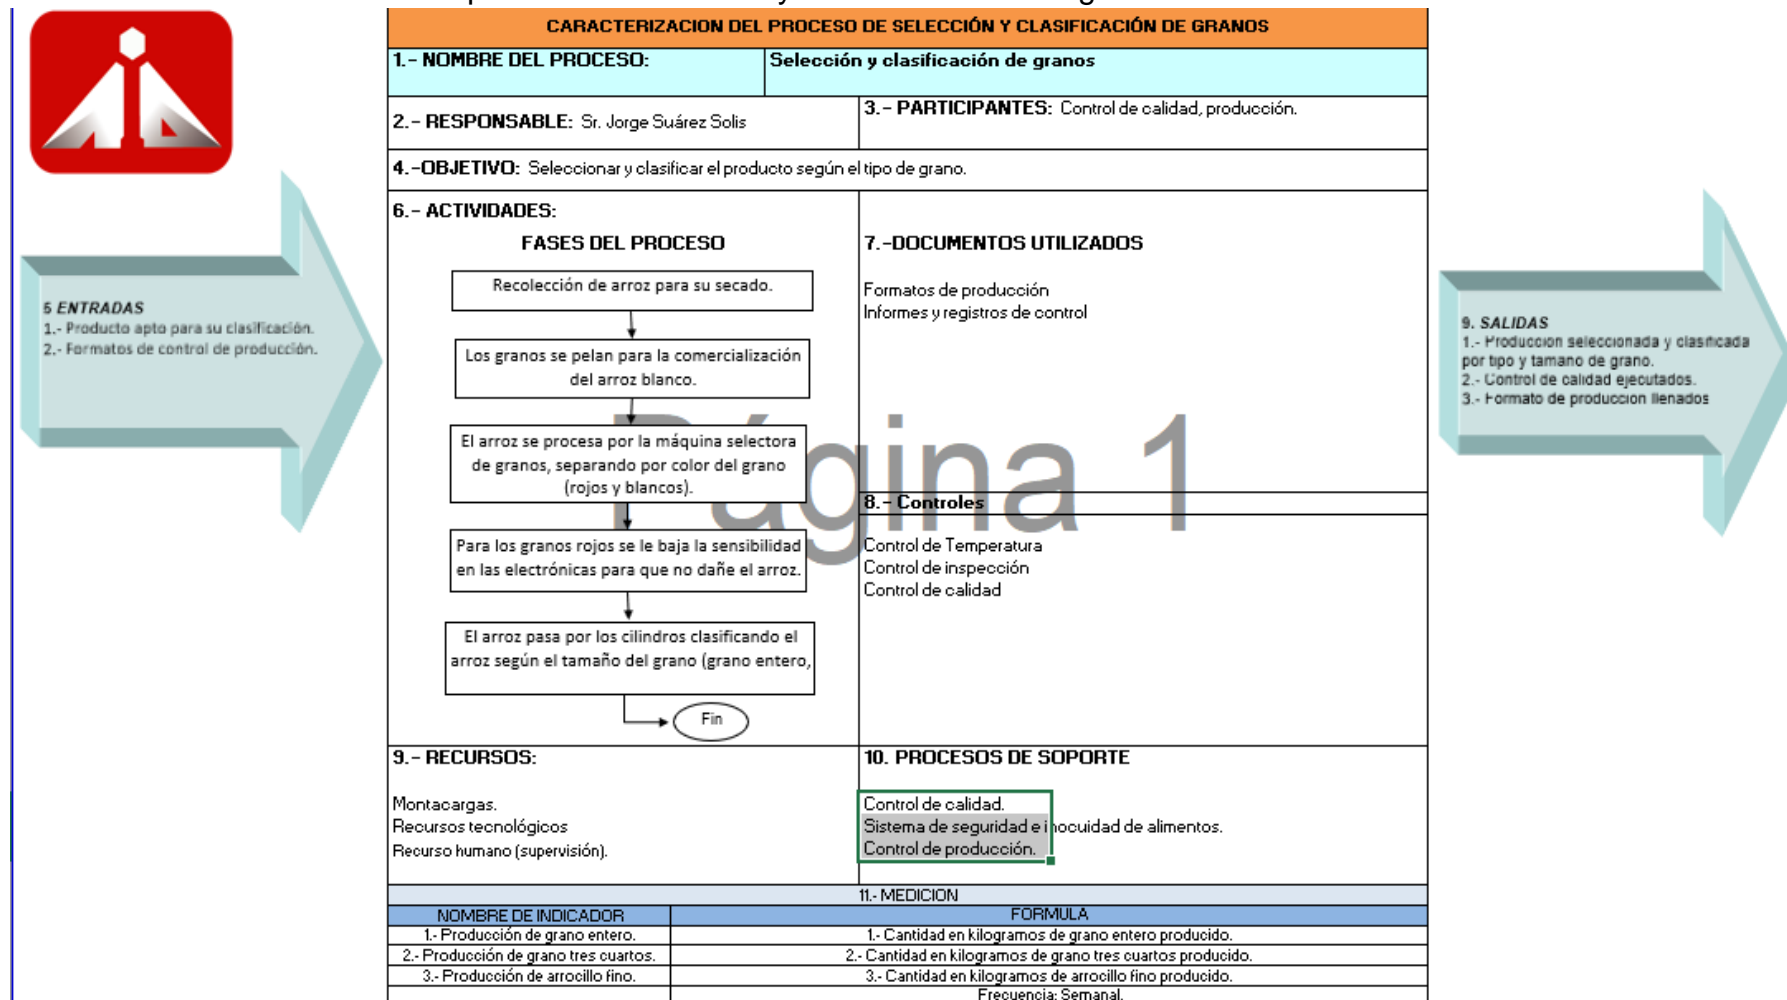 CARACTERIZACION DEL PROCESO DE SELECCIÓN Y CLASIFICACIÓN DE GRANOS
1.- NOMBRE DEL PROCESO:
Selección y clasificación de granos
2.- RESPONSABLE: Sr. Jorge Suárez Solis
3.- PARTICIPANTES: Control de calidad, producción.
4.-OBJETIVO: Seleccionar y clasificar el producto según el tipo de grano.
5 ENTRADAS
1.- Producto apto para su clasificación.
2.- Formatos de control de producción.
6.- ACTIVIDADES:
FASES DEL PROCESO
Recolección de arroz para su secado.
Los granos se pelan para la comercialización
del arroz blanco.
El arroz se procesa por la máquina selectora
de granos, separando por color del grano
(rojos y blancos).
Para los granos rojos se le baja la sensibilidad
en las electrónicas para que no dañe el arroz.
El arroz pasa por los cilindros clasificando el
arroz según el tamaño del grano (grano entero,
Fin
7.-DOCUMENTOS UTILIZADOS
Formatos de producción
Informes y registros de control
Página 1
8.- Controles
Control de Temperatura
Control de inspección
Control de calidad
9. SALIDAS
1.- Produccion seleccionada y clasificada
por tipo y tamano de grano.
2.- Control de calidad ejecutados.
3.- Formato de produccion llenados
9.- RECURSOS:
Montacargas.
Recursos tecnológicos
Recurso humano (supervisión).
10. PROCESOS DE SOPORTE
Control de calidad.
Sistema de seguridad e inocuidad de alimentos.
Control de producción.
11.- MEDICION
NOMBRE DE INDICADOR
FORMULA
1.- Producción de grano entero.
1.- Cantidad en kilogramos de grano entero producido.
2.- Producción de grano tres cuartos.
2.- Cantidad en kilogramos de grano tres cuartos producido.
3.- Producción de arrocillo fino.
3.- Cantidad en kilogramos de arrocillo fino producido.
Frecuencia: Semanal.